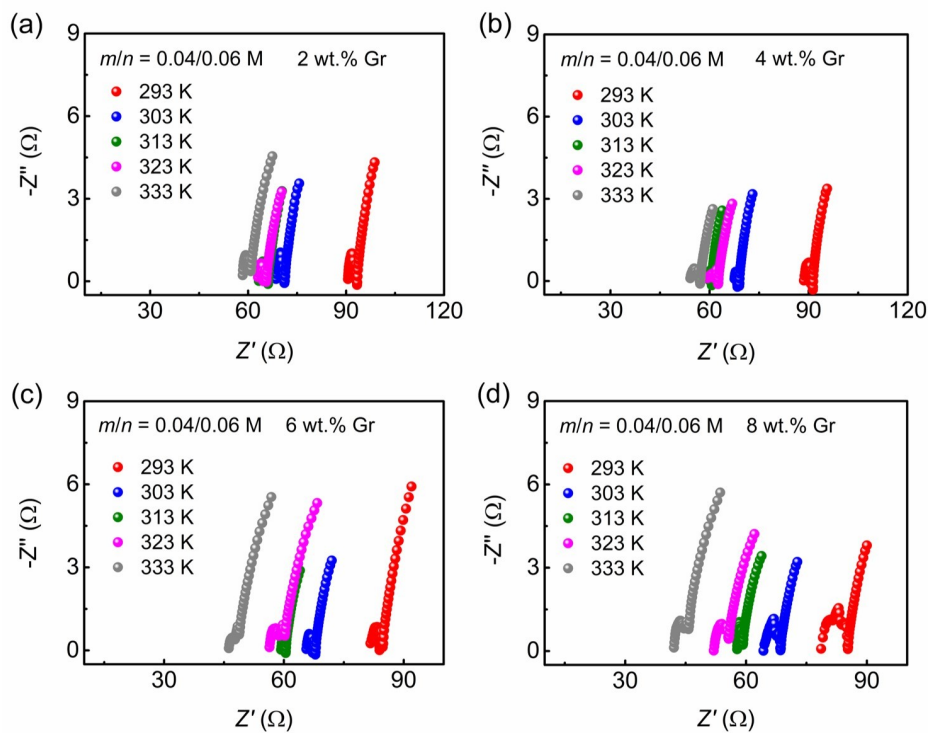 (a)
9
m/n = 0.04/0.06 M 2 wt.% Gr
293 K
303 K
313 K
323 K
333 K
6
3
0
-Z" (Ω)
30 60 90 120
Z' (Ω)
(b)
9
m/n = 0.04/0.06 M 4 wt.% Gr
293 K
303 K
313 K
323 K
333 K
6
3
0
-Z" (Ω)
30 60 90 120
Z' (Ω)
(c)
9
m/n = 0.04/0.06 M 6 wt.% Gr
293 K
303 K
313 K
323 K
333 K
6
3
0
-Z" (Ω)
30 60 90
Z' (Ω)
(d)
9
m/n = 0.04/0.06 M 8 wt.% Gr
293 K
303 K
313 K
323 K
333 K
6
3
0
-Z" (Ω)
30 60 90
Z' (Ω)